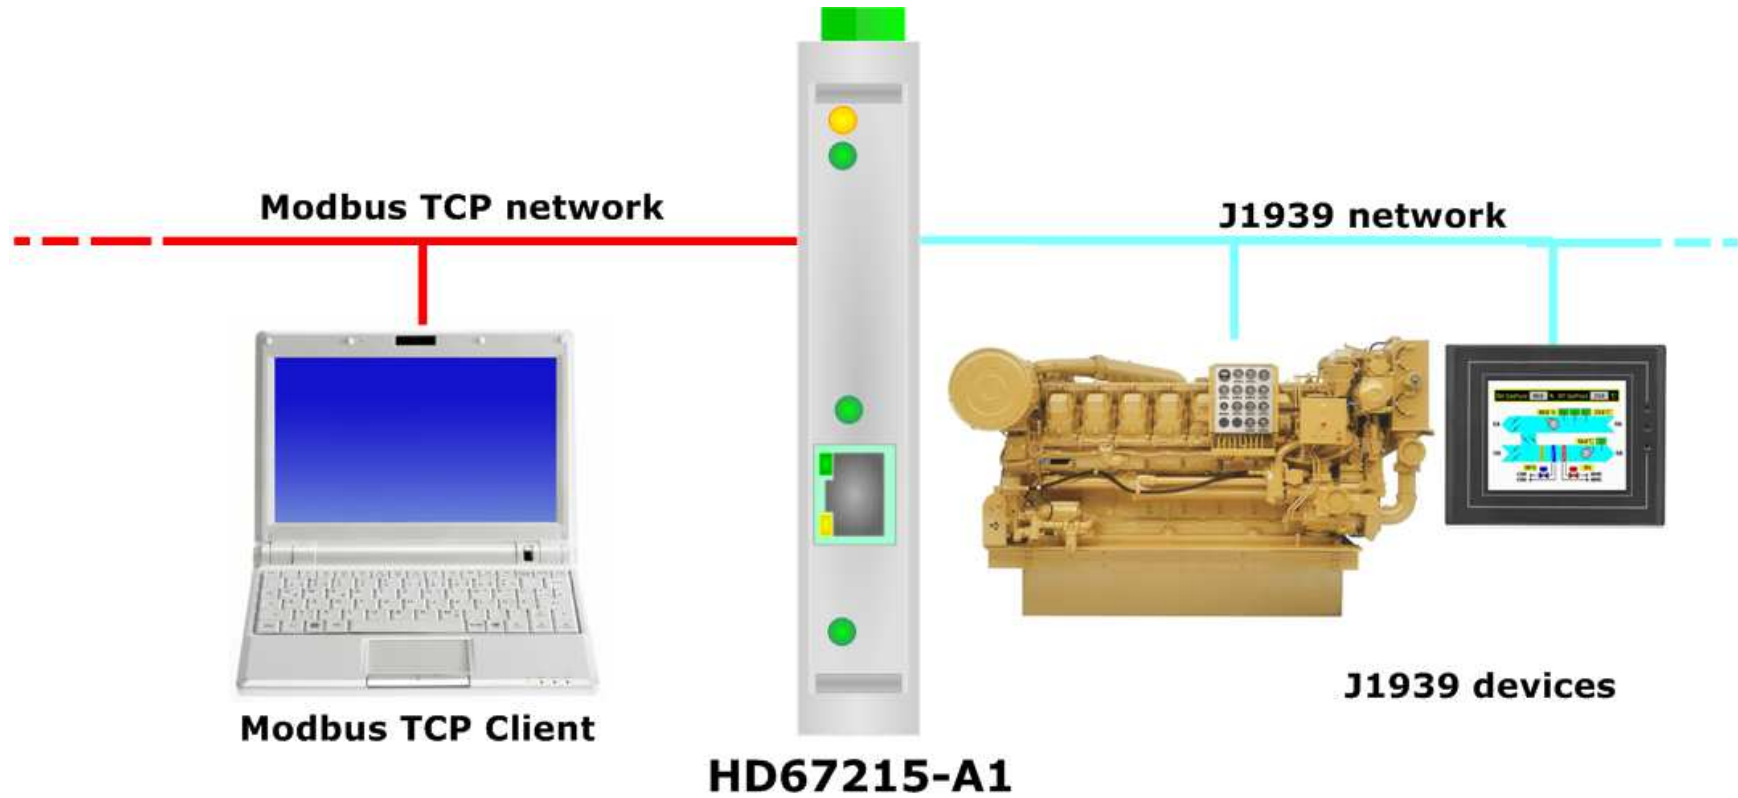 Modbus TCP network
J1939 network
J1939 devices
Modbus TCP Client
HD67215-A1